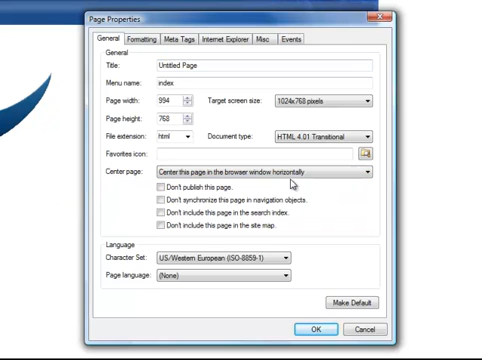 Page Properties
General Formatting Meta Tags Internet Explorer Misc Events
General
Title: Untitled Page
Menu name: index
Page width: 994 Target screen size: 1024x768 pixels
Page height: 768
File extension: html Document type: HTML 4.01 Transitional
Favorites icon:
Center page: Center this page in the browser window horizontally
Don't publish this page.
Don't synchronize this page in navigation objects.
Don't include this page in the search index.
Don't include this page in the site map.
Language
Character Set: US/Western European (ISO-8859-1)
Page language: (None)
Make Default
OK Cancel